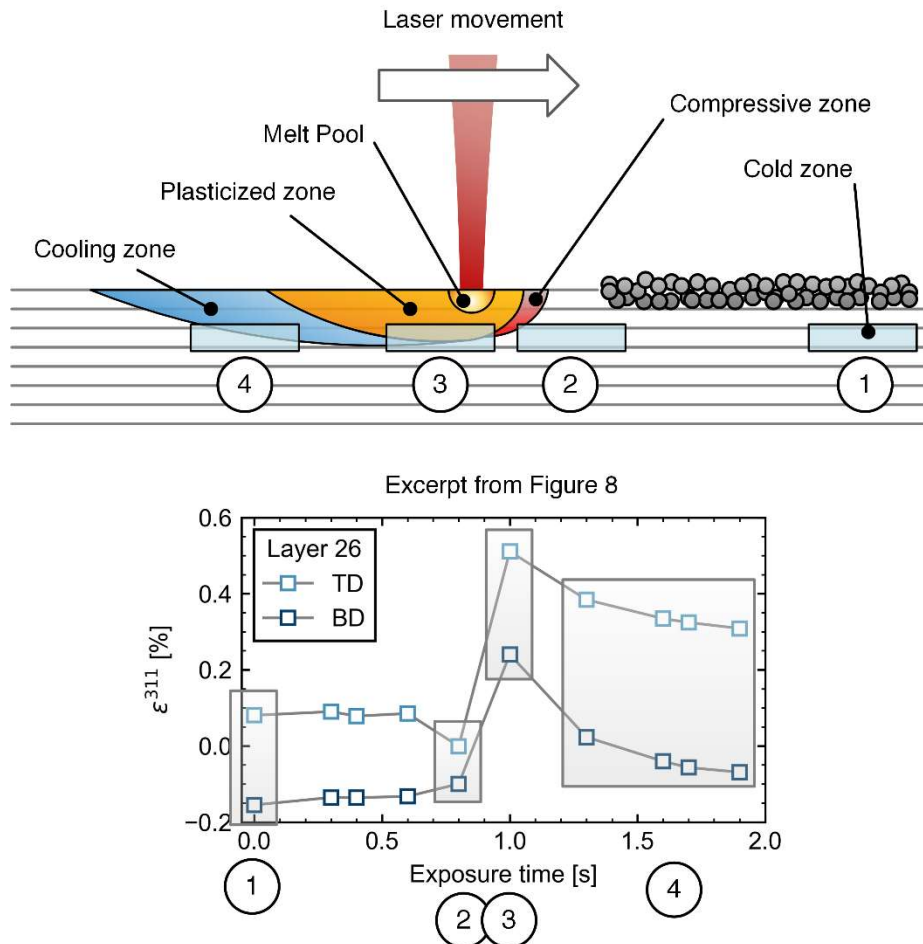 Laser movement
Compressive zone
Melt Pool
Cold zone
Plasticized zone
Cooling zone
4
3
2
1
Excerpt from Figure 8
0.6
Layer 26
TD
BD
0.4
0.2
0.0
−0.2
ε³¹¹ [%]
0.0 0.5 1.0 1.5 2.0
Exposure time [s]
1
2 3
4